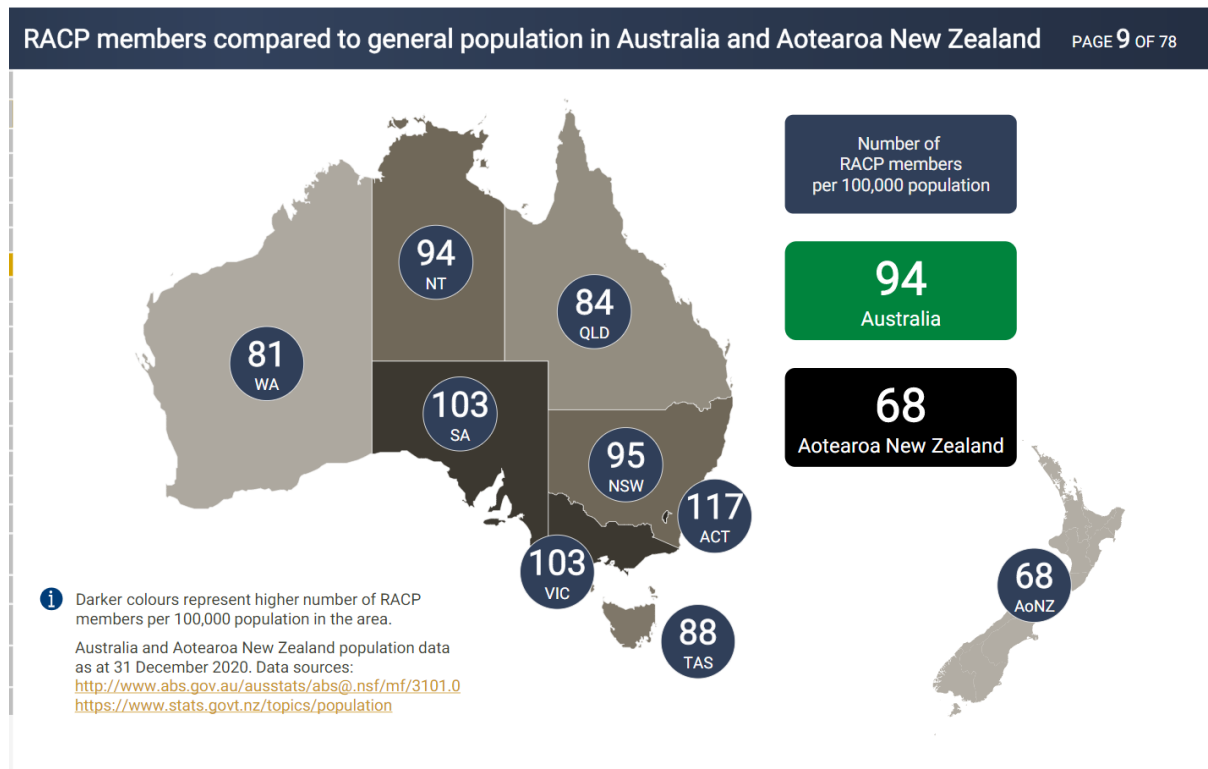 RACP members compared to general population in Australia and Aotearoa New Zealand PAGE 9 OF 78
Number of
RACP members
per 100,000 population
94
Australia
68
Aotearoa New Zealand
94
NT
84
QLD
81
WA
103
SA
95
NSW
117
ACT
103
VIC
88
TAS
68
AoNZ
i
Darker colours represent higher number of RACP
members per 100,000 population in the area.
Australia and Aotearoa New Zealand population data
as at 31 December 2020. Data sources:
http://www.abs.gov.au/ausstats/abs@.nsf/mf/3101.0
https://www.stats.govt.nz/topics/population